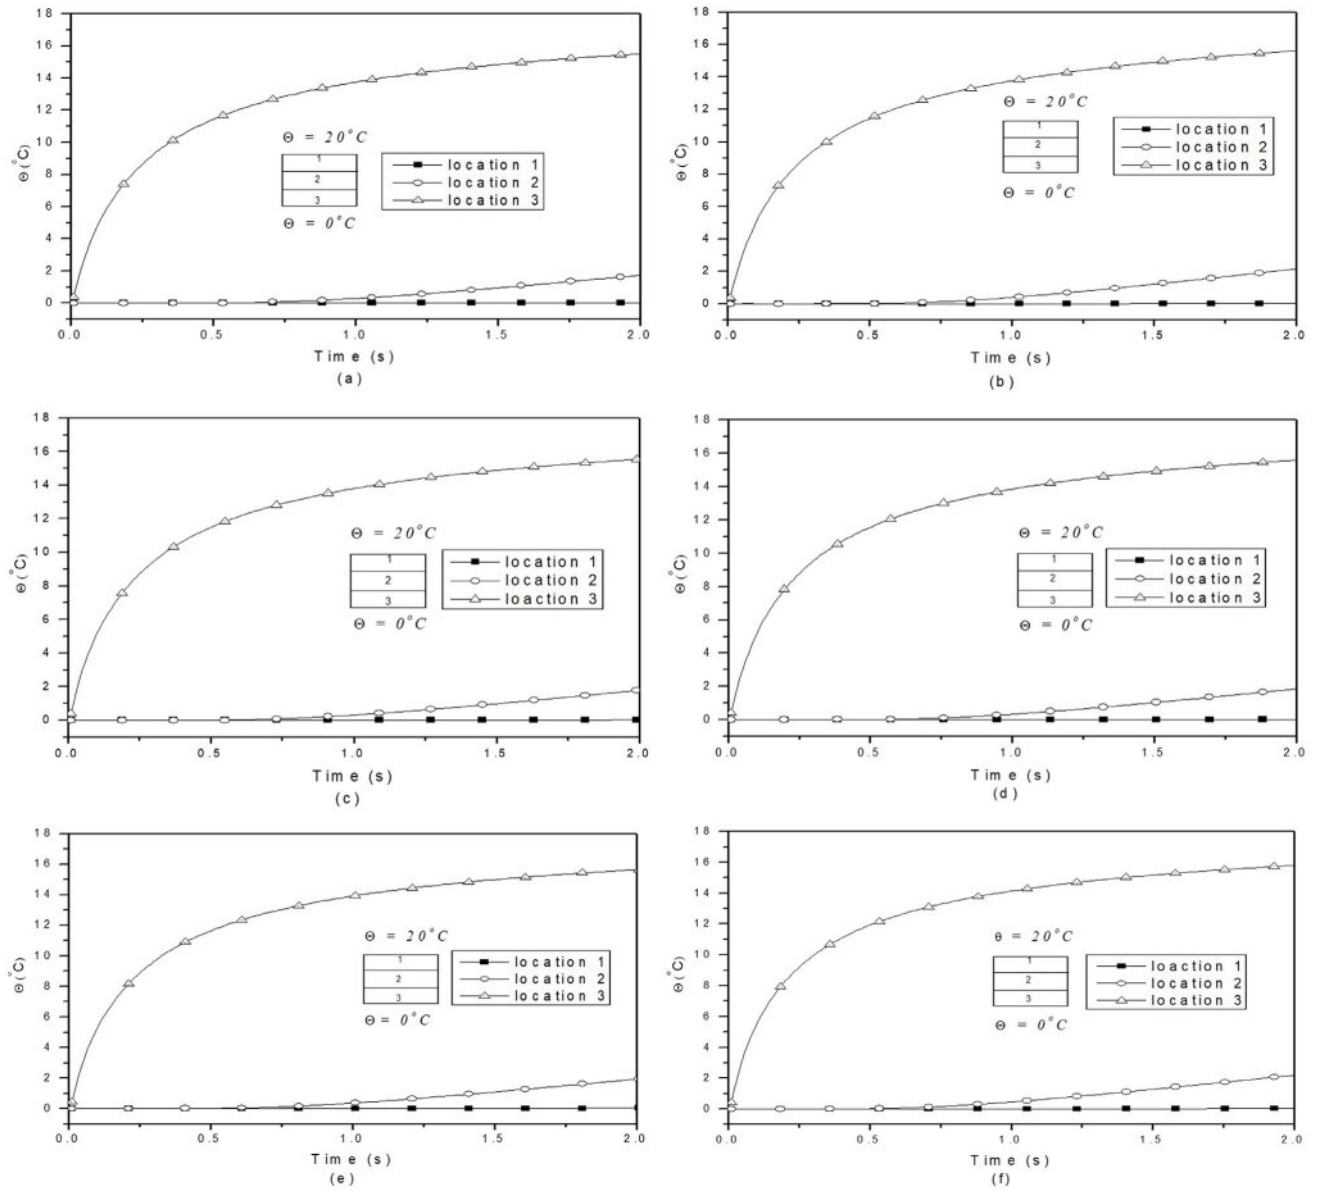 18
16
14
12
10
8
6
4
2
0
Θ(°C)
Θ = 20°C
1
2
3
Θ = 0°C
location 1
location 2
location 3
0.0 0.5 1.0 1.5 2.0
Time (s)
(a)
18
16
14
12
10
8
6
4
2
0
Θ(°C)
Θ = 20°C
1
2
3
Θ = 0°C
location 1
location 2
location 3
0.0 0.5 1.0 1.5 2.0
Time (s)
(b)
18
16
14
12
10
8
6
4
2
0
Θ(°C)
Θ = 20°C
1
2
3
Θ = 0°C
location 1
location 2
loaction 3
0.0 0.5 1.0 1.5 2.0
Time (s)
(c)
18
16
14
12
10
8
6
4
2
0
Θ(°C)
Θ = 20°C
1
2
3
Θ = 0°C
location 1
location 2
location 3
0.0 0.5 1.0 1.5 2.0
Time (s)
(d)
18
16
14
12
10
8
6
4
2
0
Θ(°C)
Θ = 20°C
1
2
3
Θ= 0°C
location 1
location 2
location 3
0.0 0.5 1.0 1.5 2.0
Time (s)
(e)
18
16
14
12
10
8
6
4
2
0
Θ(°C)
θ = 20°C
1
2
3
Θ = 0°C
loaction 1
location 2
location 3
0.0 0.5 1.0 1.5 2.0
Time (s)
(f)